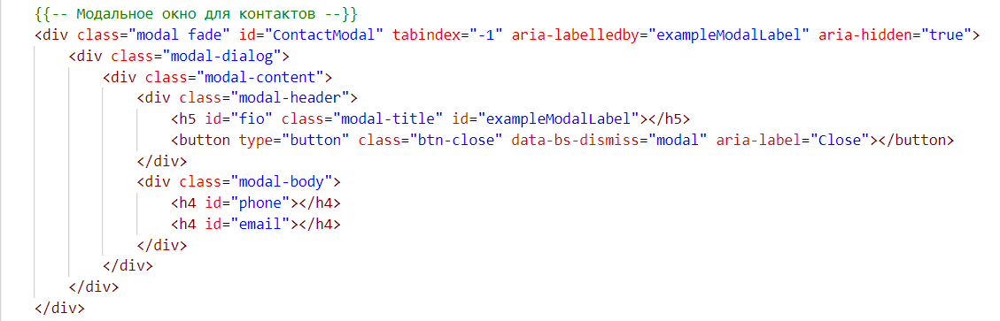 {{-- Модальное окно для контактов --}}
<div class="modal fade" id="ContactModal" tabindex="-1" aria-labelledby="exampleModalLabel" aria-hidden="true">
    <div class="modal-dialog">
        <div class="modal-content">
            <div class="modal-header">
                <h5 id="fio" class="modal-title" id="exampleModalLabel"></h5>
                <button type="button" class="btn-close" data-bs-dismiss="modal" aria-label="Close"></button>
            </div>
            <div class="modal-body">
                <h4 id="phone"></h4>
                <h4 id="email"></h4>
            </div>
        </div>
    </div>
</div>